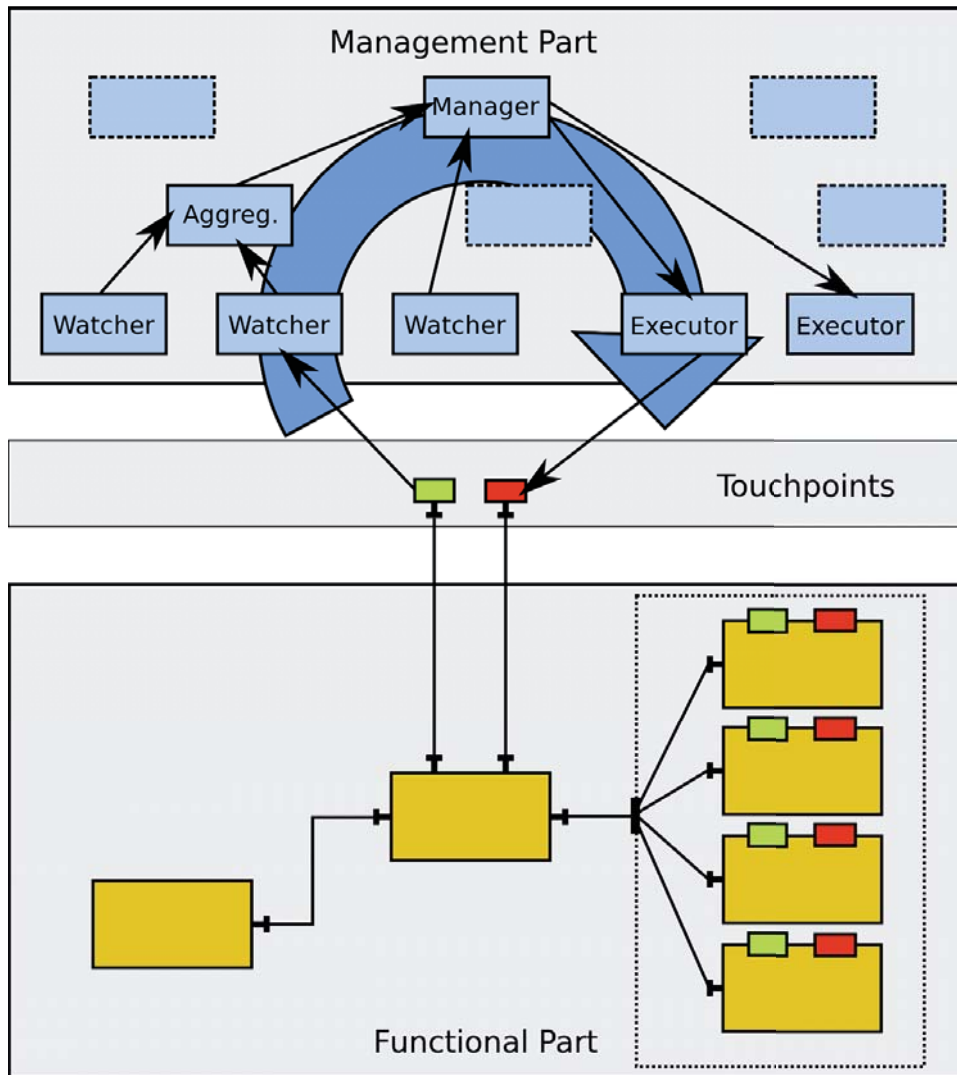 Management Part
Manager
Aggreg.
Watcher
Watcher
Watcher
Executor
Executor
Touchpoints
Functional Part